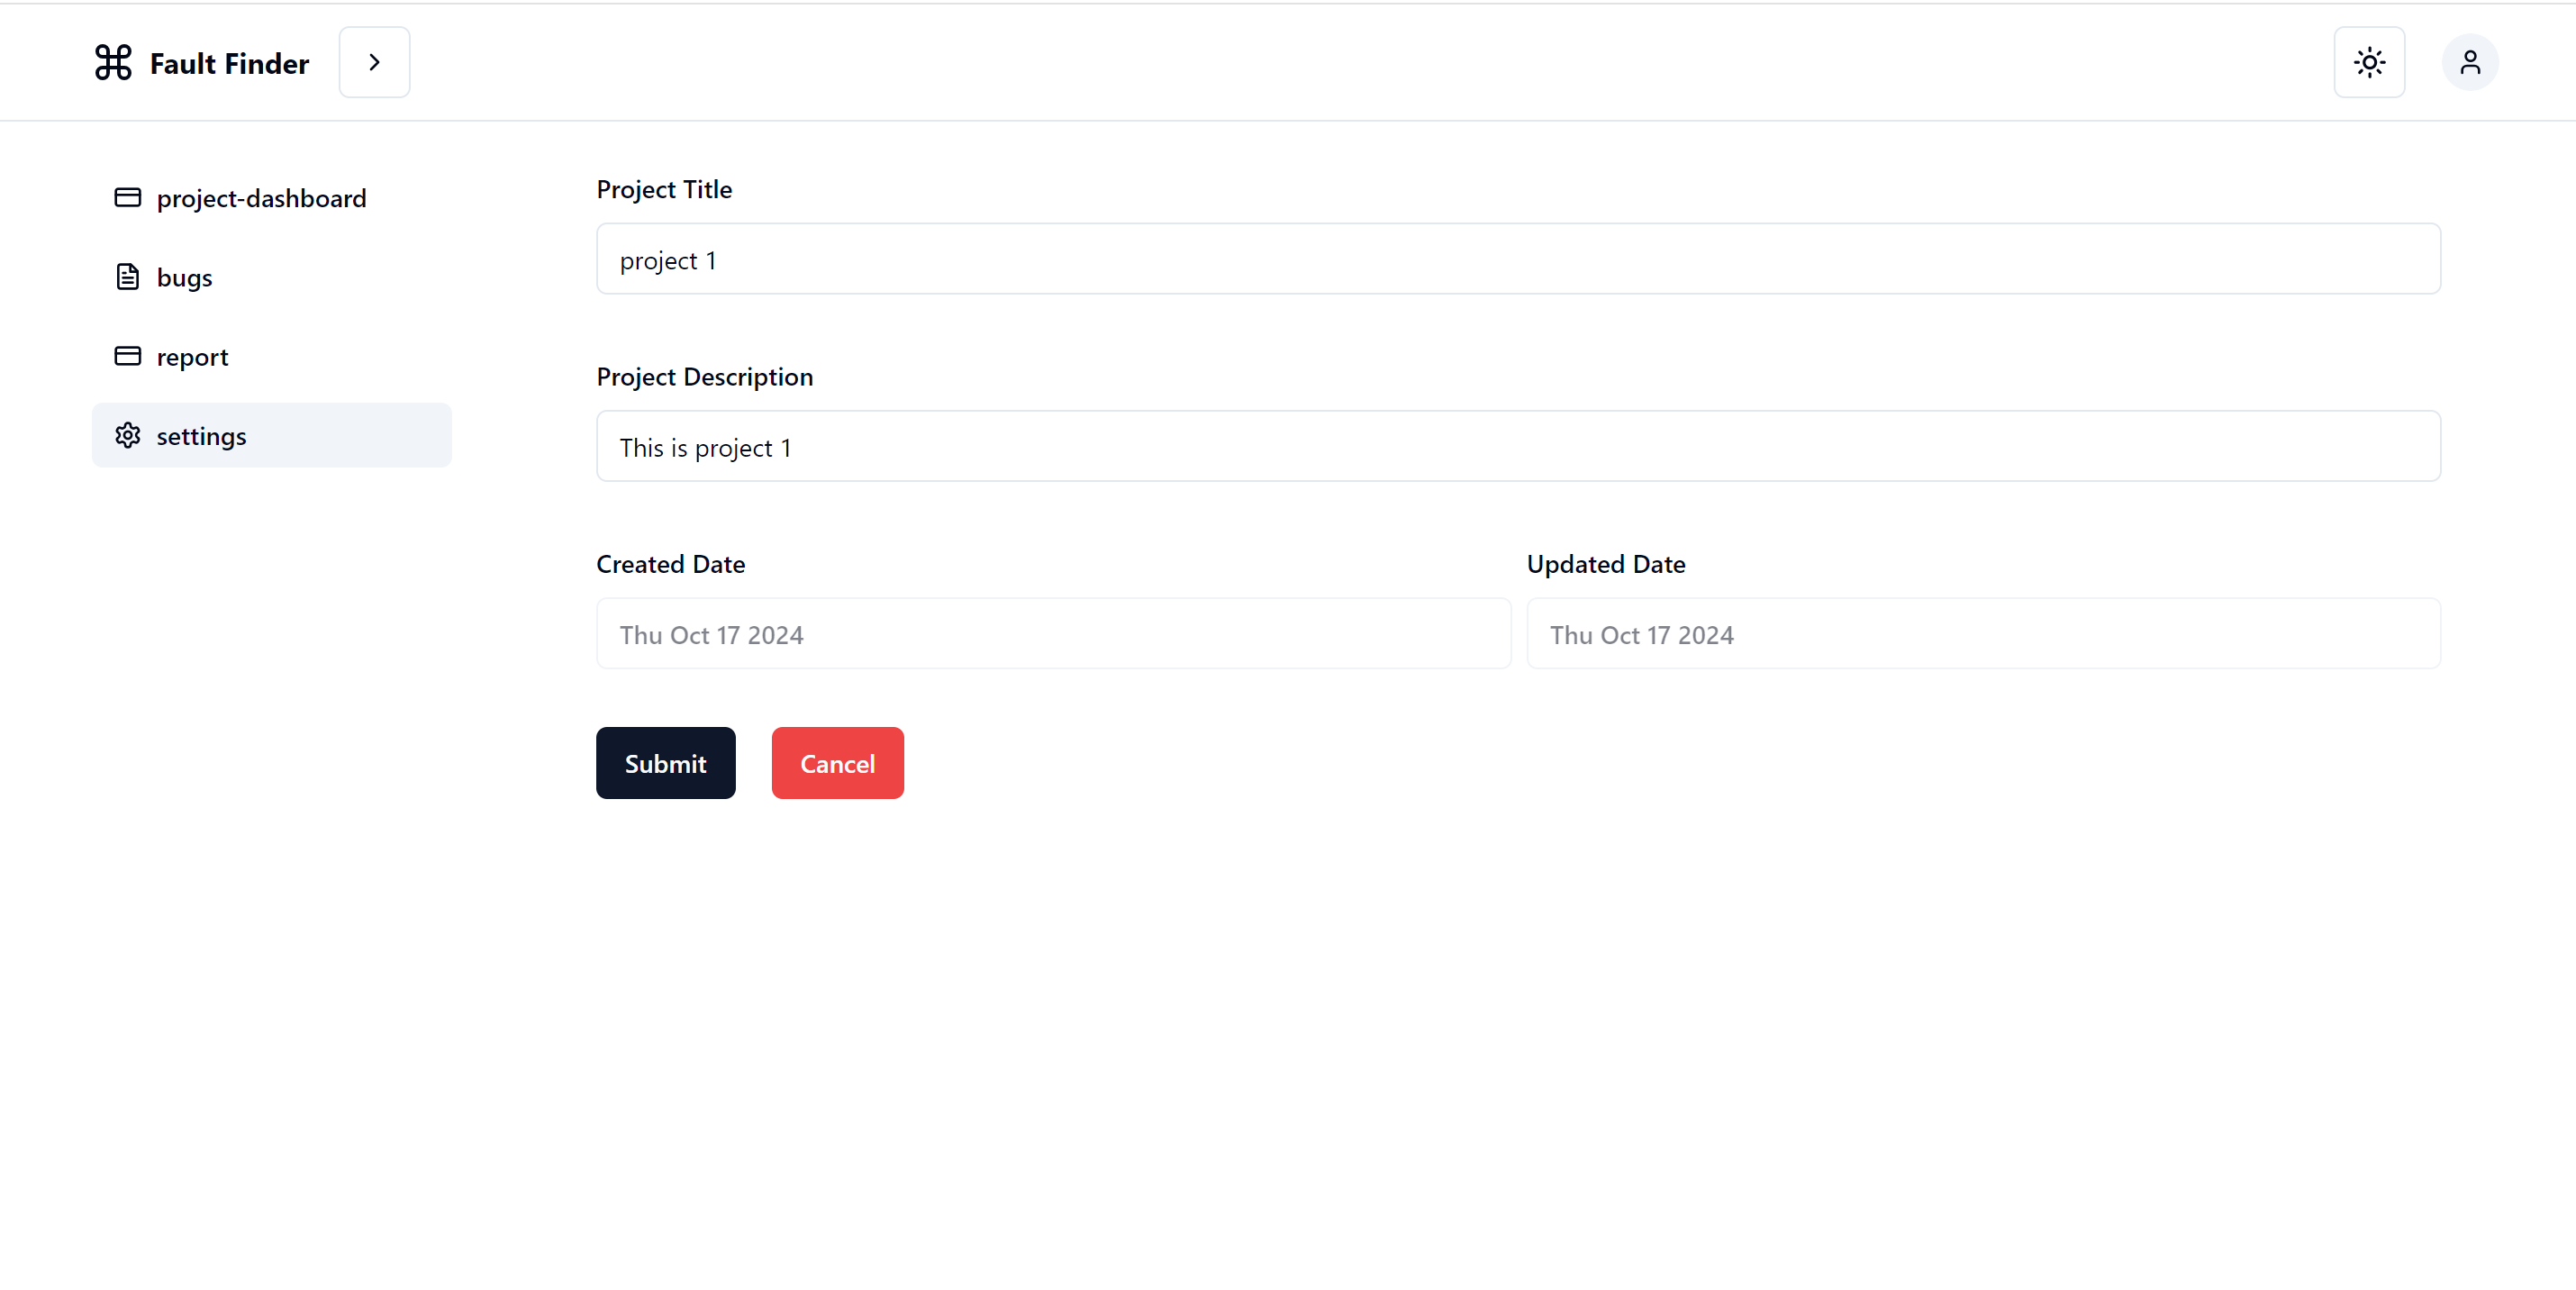 Fault Finder
project-dashboard
bugs
report
settings
Project Title
project 1
Project Description
This is project 1
Created Date
Updated Date
Thu Oct 17 2024
Thu Oct 17 2024
Submit
Cancel